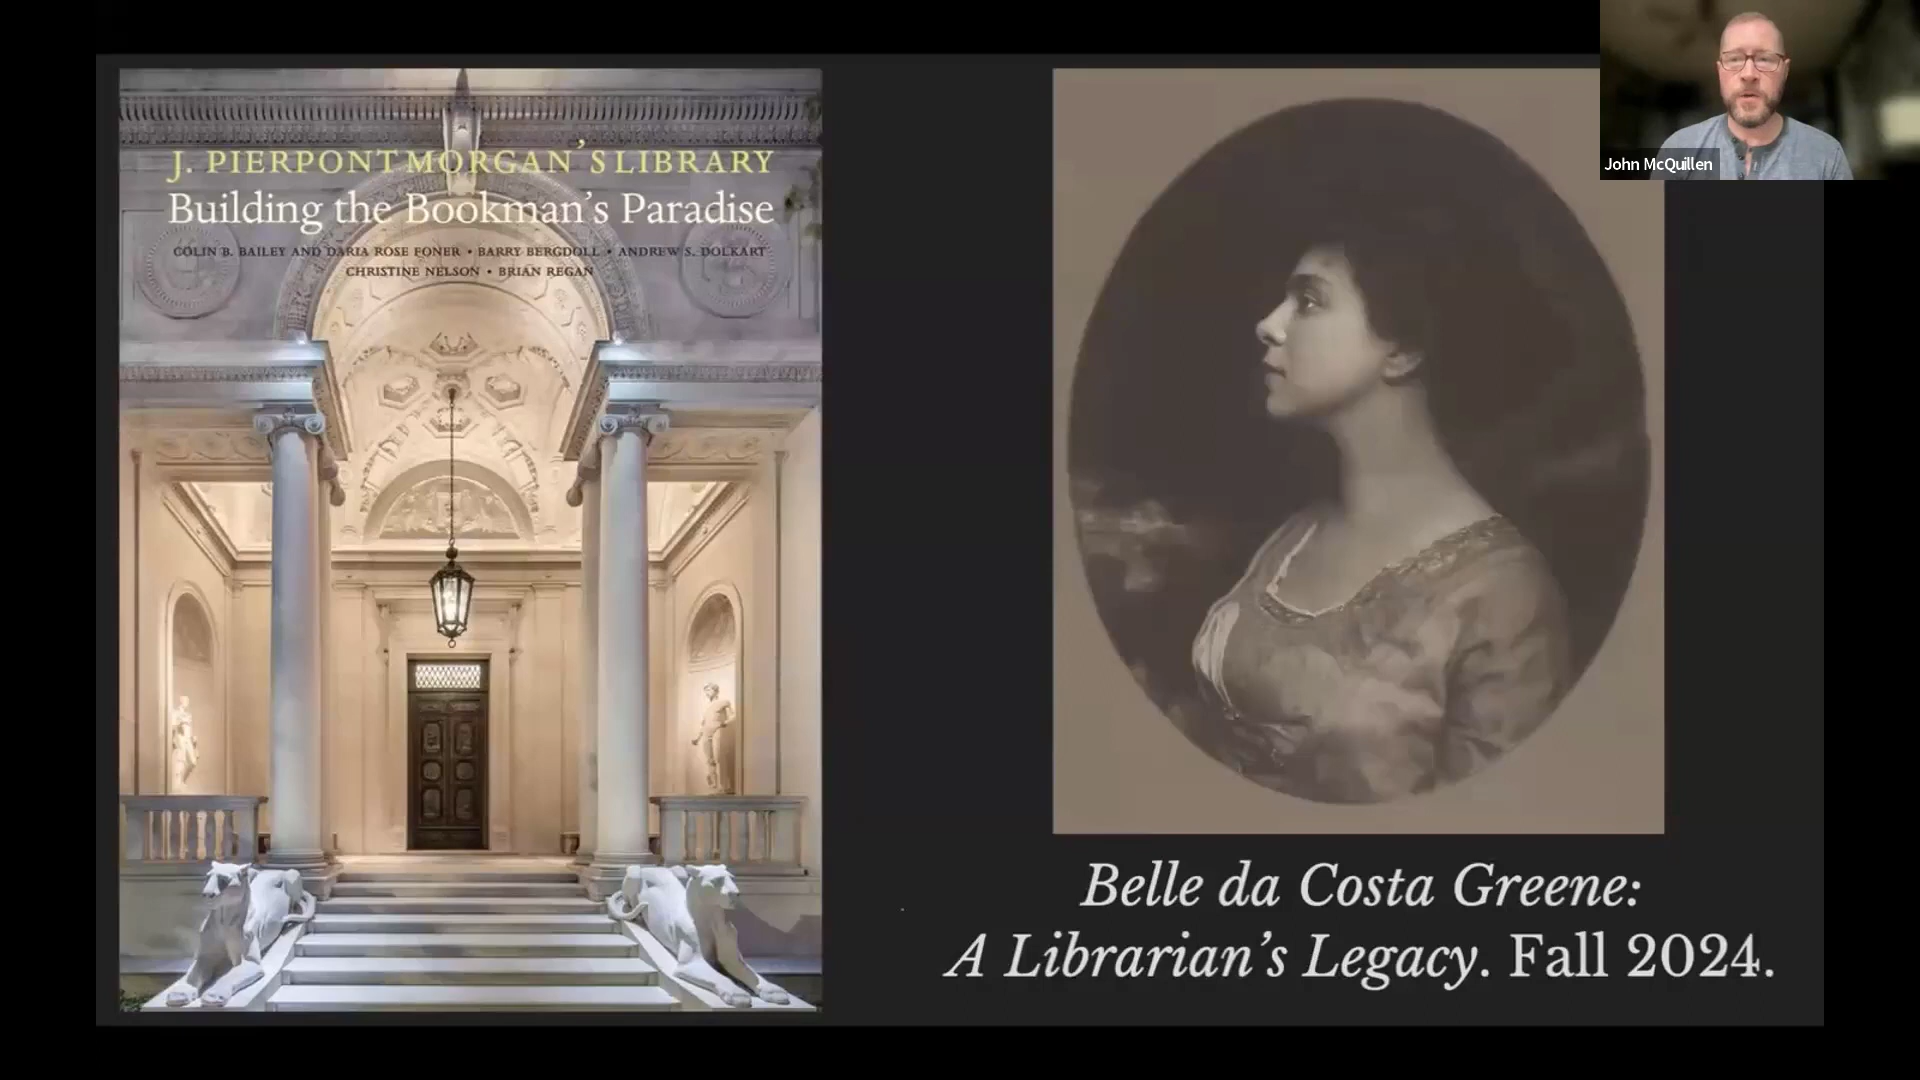 J. PIERPONT MORGAN'S LIBRARY
Building the Bookman's Paradise
COLIN B. BAILEY AND DARIA ROSE FONER • BARRY BERGDOLL • ANDREW S. DOLKART
CHRISTINE NELSON • BRIAN REGAN
John McQuillen
Belle da Costa Greene:
A Librarian's Legacy. Fall 2024.